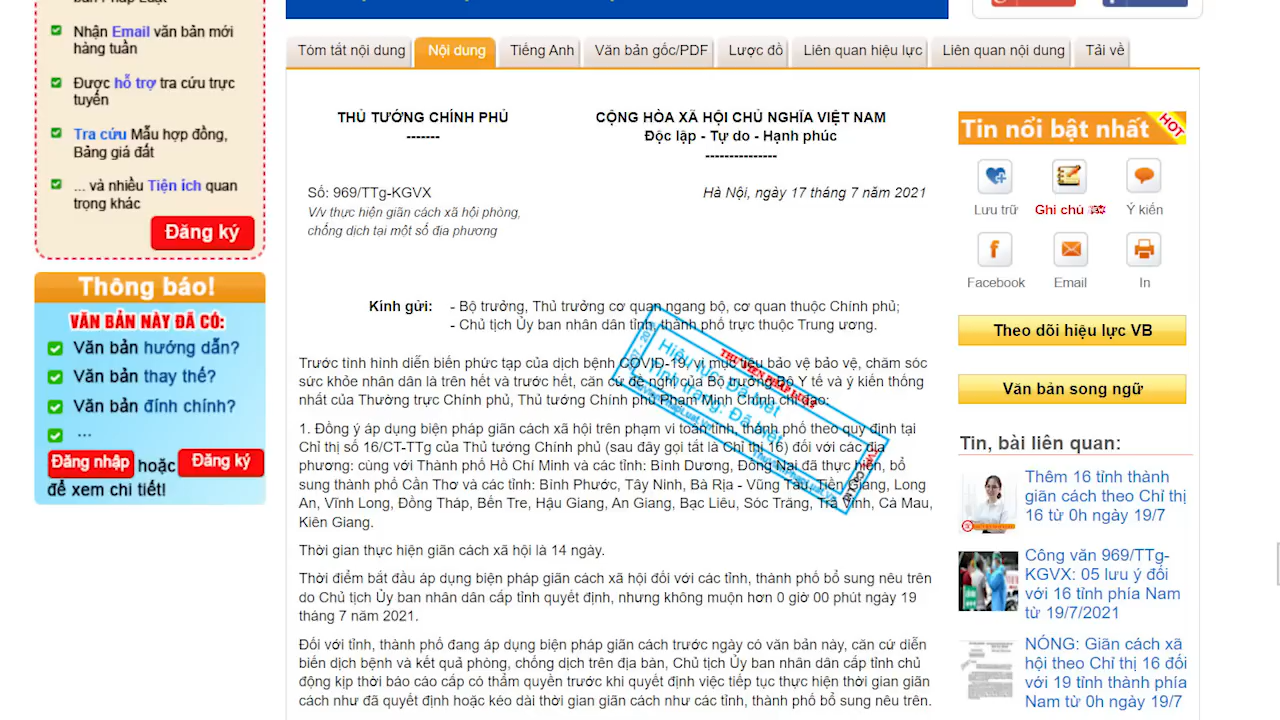 Nhận Email văn bản mới
hàng tuần
Được hỗ trợ tra cứu trực
tuyến
Tra cứu Mẫu hợp đồng,
Bảng giá đất
... và nhiều Tiện ích quan
trọng khác
Đăng ký
Thông báo!
VĂN BẢN NÀY ĐÃ CÓ:
Văn bản hướng dẫn?
Văn bản thay thế?
Văn bản đính chính?
...
Đăng nhập hoặc Đăng ký
để xem chi tiết!
Tóm tắt nội dung
Nội dung
Tiếng Anh
Văn bản gốc/PDF
Lược đồ
Liên quan hiệu lực
Liên quan nội dung
Tải về
THỦ TƯỚNG CHÍNH PHỦ
-------
CỘNG HÒA XÃ HỘI CHỦ NGHĨA VIỆT NAM
Độc lập - Tự do - Hạnh phúc
---------------
Số: 969/TTg-KGVX
V/v thực hiện giãn cách xã hội phòng,
chống dịch tại một số địa phương
Hà Nội, ngày 17 tháng 7 năm 2021
Kính gửi:
- Bộ trưởng, Thủ trưởng cơ quan ngang bộ, cơ quan thuộc Chính phủ;
- Chủ tịch Ủy ban nhân dân tỉnh, thành phố trực thuộc Trung ương.
Trước tình hình diễn biến phức tạp của dịch bệnh COVID-19, vì mục tiêu bảo vệ bảo vệ, chăm sóc
sức khỏe nhân dân là trên hết và trước hết, căn cứ đề nghị của Bộ trưởng Bộ Y tế và ý kiến thống
nhất của Thường trực Chính phủ, Thủ tướng Chính phủ Phạm Minh Chính chỉ đạo:
1. Đồng ý áp dụng biện pháp giãn cách xã hội trên phạm vi toàn tỉnh, thành phố theo quy định tại
Chỉ thị số 16/CT-TTg của Thủ tướng Chính phủ (sau đây gọi tắt là Chỉ thị 16) đối với các địa
phương: cùng với Thành phố Hồ Chí Minh và các tỉnh: Bình Dương, Đồng Nai đã thực hiện, bổ
sung thành phố Cần Thơ và các tỉnh: Bình Phước, Tây Ninh, Bà Rịa - Vũng Tàu, Tiền Giang, Long
An, Vĩnh Long, Đồng Tháp, Bến Tre, Hậu Giang, An Giang, Bạc Liêu, Sóc Trăng, Trà Vinh, Cà Mau,
Kiên Giang.
Thời gian thực hiện giãn cách xã hội là 14 ngày.
Thời điểm bắt đầu áp dụng biện pháp giãn cách xã hội đối với các tỉnh, thành phố bổ sung nêu trên
do Chủ tịch Ủy ban nhân dân cấp tỉnh quyết định, nhưng không muộn hơn 0 giờ 00 phút ngày 19
tháng 7 năm 2021.
Đối với tỉnh, thành phố đang áp dụng biện pháp giãn cách trước ngày có văn bản này, căn cứ diễn
biến dịch bệnh và kết quả phòng, chống dịch trên địa bàn, Chủ tịch Ủy ban nhân dân cấp tỉnh chủ
động kịp thời báo cáo cấp có thẩm quyền trước khi quyết định việc tiếp tục thực hiện thời gian giãn
cách như đã quyết định hoặc kéo dài thời gian giãn cách như các tỉnh, thành phố bổ sung nêu trên.
THƯ VIỆN PHÁP LUẬT
Hiệu lực: Đã biết
Tình trạng: Đã biết
Tin nổi bật nhất
HOT
Lưu trữ
Ghi chú
Ý kiến
Facebook
Email
In
Theo dõi hiệu lực VB
Văn bản song ngữ
Tin, bài liên quan:
Thêm 16 tỉnh thành
giãn cách theo Chỉ thị
16 từ 0h ngày 19/7
Công văn 969/TTg-
KGVX: 05 lưu ý đối
với 16 tỉnh phía Nam
từ 19/7/2021
NÓNG: Giãn cách xã
hội theo Chỉ thị 16 đối
với 19 tỉnh thành phía
Nam từ 0h ngày 19/7